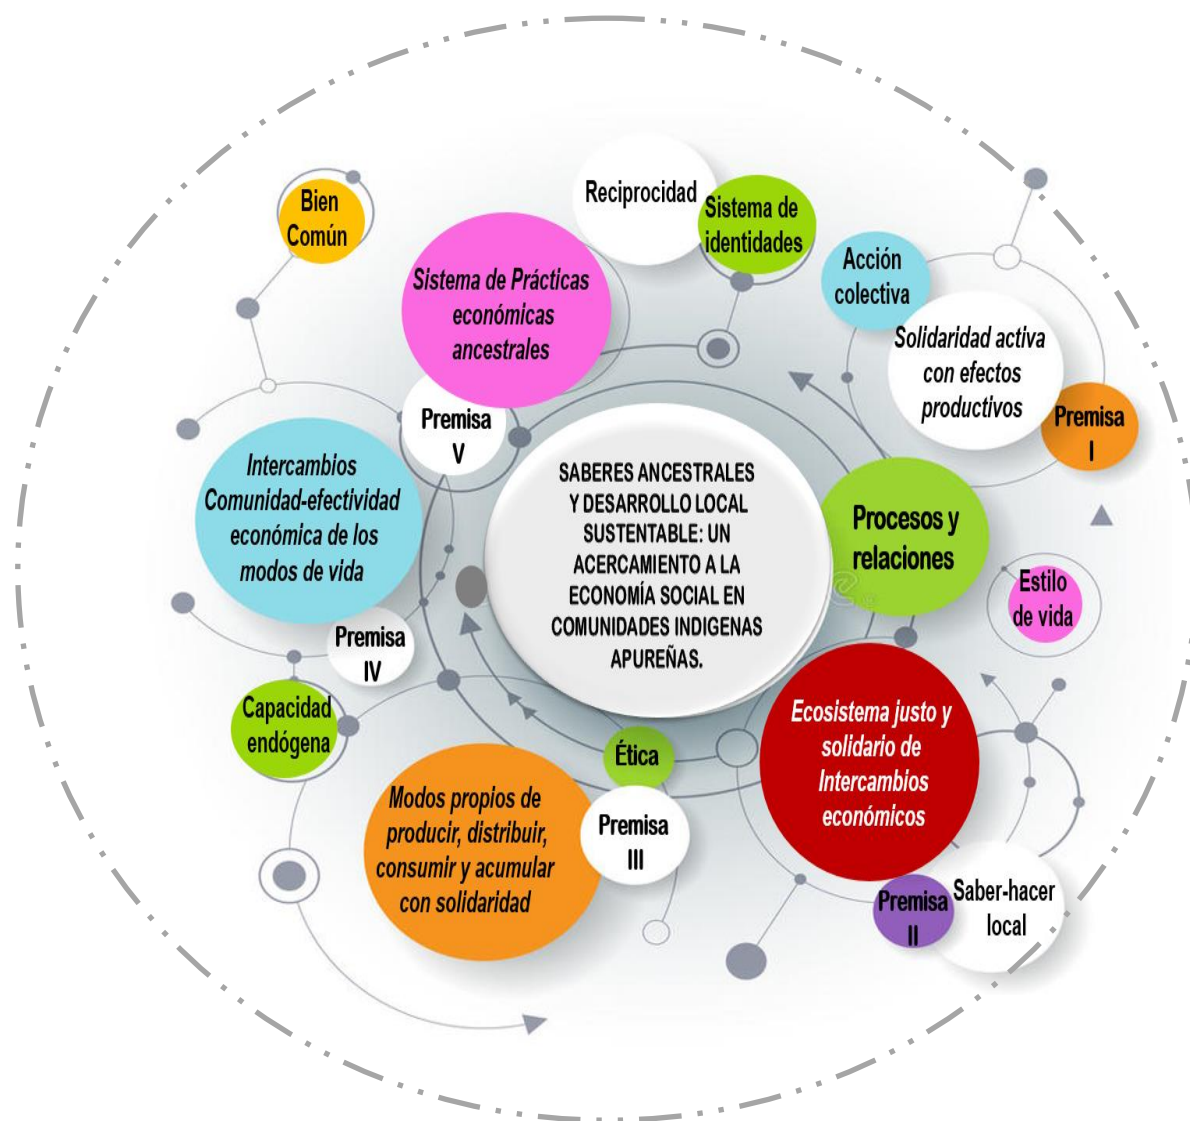 Reciprocidad
Sistema de
identidades
Bien
Común
Acción
colectiva
Sistema de Prácticas
económicas
ancestrales
Solidaridad activa
con efectos
productivos
Premisa
I
Premisa
V
Intercambios
Comunidad-efectividad
económica de los
modos de vida
SABERES ANCESTRALES
Y DESARROLLO LOCAL
SUSTENTABLE: UN
ACERCAMIENTO A LA
ECONOMÍA SOCIAL EN
COMUNIDADES INDIGENAS
APUREÑAS.
Procesos y
relaciones
Estilo
de vida
Premisa
IV
Capacidad
endógena
Ecosistema justo y
solidario de
Intercambios
económicos
Ética
Modos propios de
producir, distribuir,
consumir y acumular
con solidaridad
Premisa
III
Premisa
II
Saber-hacer
local